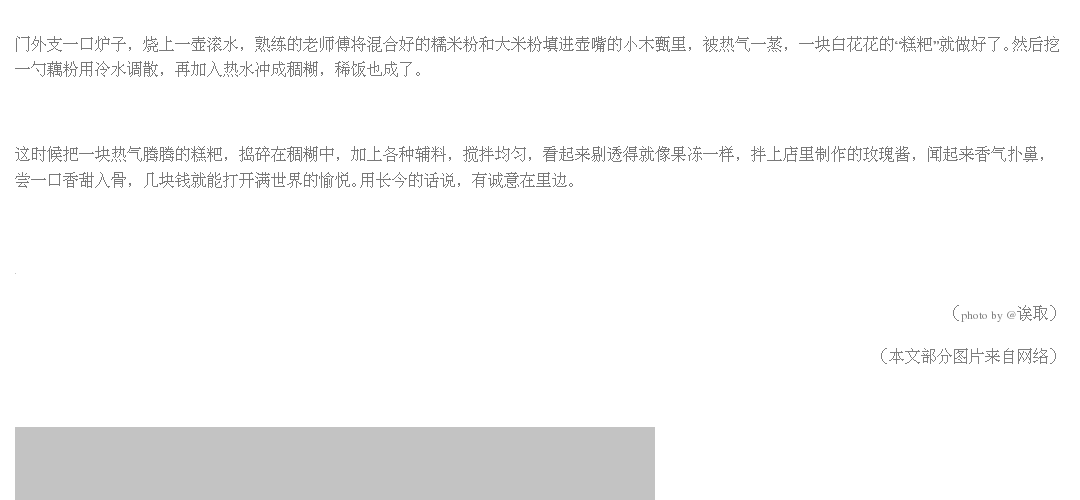 门外支一口炉子，烧上一壶滚水，熟练的老师傅将混合好的糯米粉和大米粉填进壶嘴的小木甑里，被热气一蒸，一块白花花的“糕粑”就做好了。然后挖
一勺藕粉用冷水调散，再加入热水冲成稠糊，稀饭也成了。
这时候把一块热气腾腾的糕粑，捣碎在稠糊中，加上各种辅料，搅拌均匀，看起来剔透得就像果冻一样，拌上店里制作的玫瑰酱，闻起来香气扑鼻，
尝一口香甜入骨，几块钱就能打开满世界的愉悦。用长今的话说，有诚意在里边。
（photo by @诶取）
（本文部分图片来自网络）